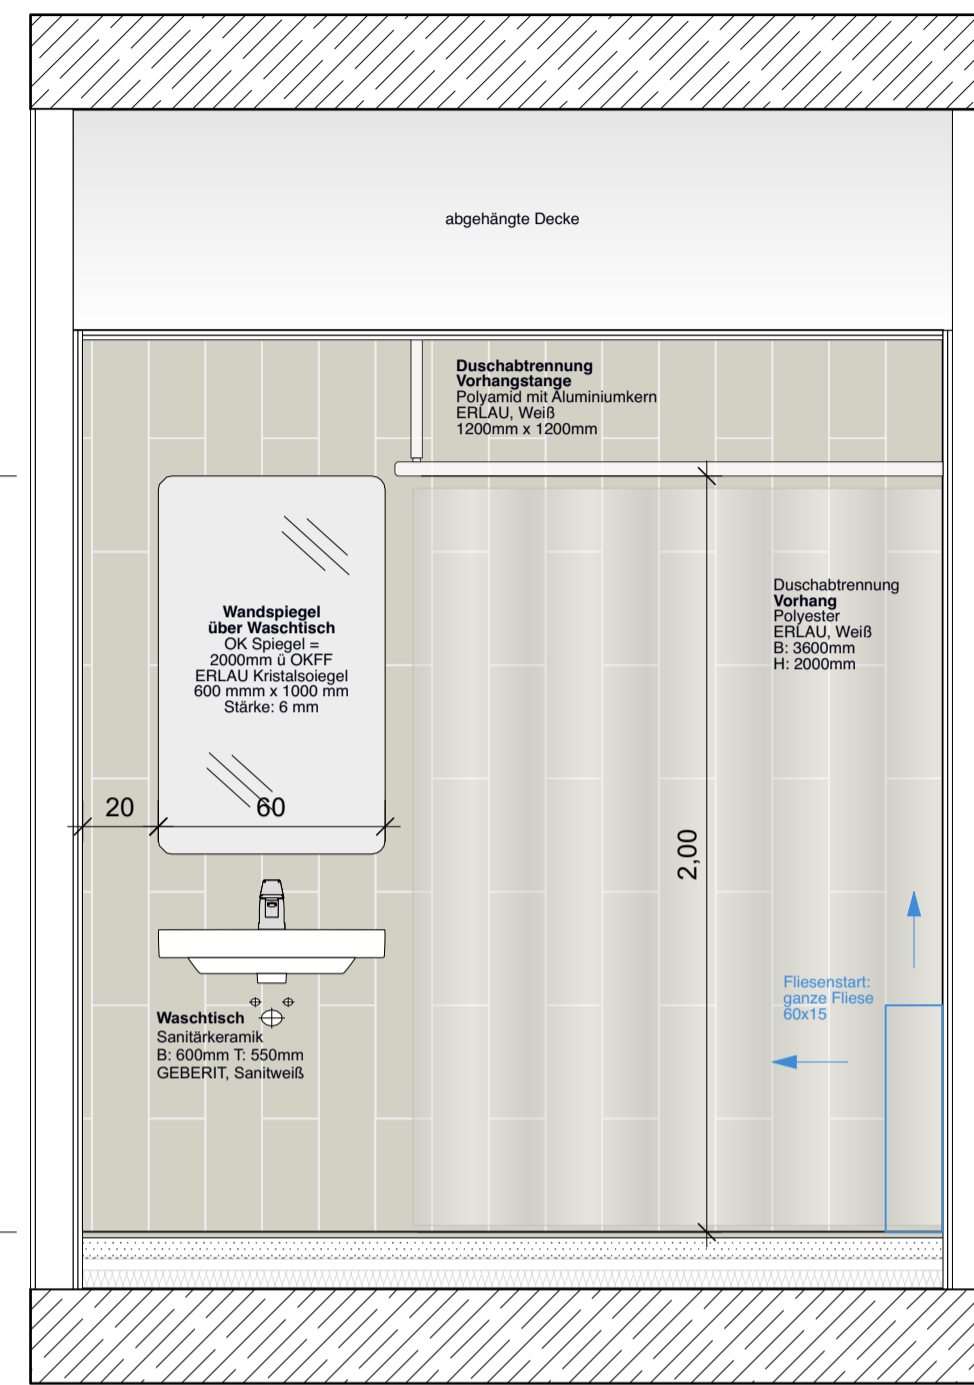 abgehängte Decke
Duschabtrennung
Vorhangstange
Polyamid mit Aluminiumkern
ERLAU, Weiß
1200mm x 1200mm
Wandspiegel
über Waschtisch
OK Spiegel =
2000mm ü OKFF
ERLAU Kristalsoiegel
600 mmm x 1000 mm
Stärke: 6 mm
Duschabtrennung
Vorhang
Polyester
ERLAU, Weiß
B: 3600mm
H: 2000mm
20
60
2,00
Fliesenstart:
ganze Fliese
60x15
Waschtisch
Sanitärkeramik
B: 600mm T: 550mm
GEBERIT, Sanitweiß